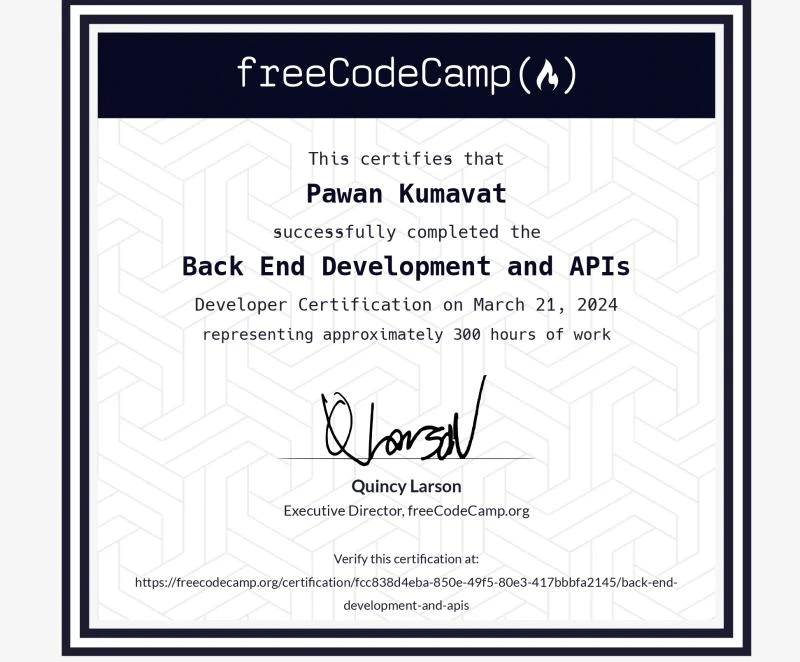 freeCodeCamp(🔥)
This certifies that
Pawan Kumavat
successfully completed the
Back End Development and APIs
Developer Certification on March 21, 2024
representing approximately 300 hours of work
Q Larson
Quincy Larson
Executive Director, freeCodeCamp.org
Verify this certification at:
https://freecodecamp.org/certification/fcc838d4eba-850e-49f5-80e3-417bbbfa2145/back-end-
development-and-apis